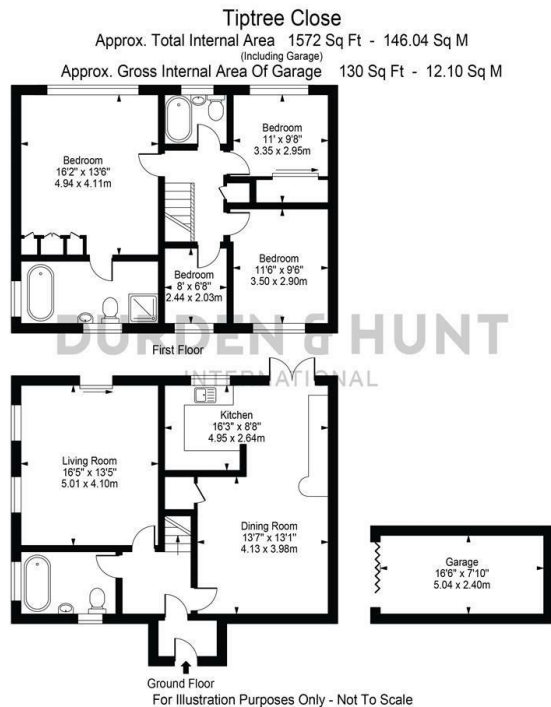 Tiptree Close
Approx. Total Internal Area 1572 Sq Ft - 146.04 Sq M
(Including Garage)
Approx. Gross Internal Area Of Garage 130 Sq Ft - 12.10 Sq M
Bedroom
16'2" x 13'6"
4.94 x 4.11m
Bedroom
11' x 9'8"
3.35 x 2.95m
Bedroom
8' x 6'8"
2.44 x 2.03m
Bedroom
11'6" x 9'6"
3.50 x 2.90m
DURDEN & HUNT
INTERNATIONAL
First Floor
Kitchen
16'3" x 8'8"
4.95 x 2.64m
Living Room
16'5" x 13'5"
5.01 x 4.10m
Dining Room
13'7" x 13'1"
4.13 x 3.98m
Garage
16'6" x 7'10"
5.04 x 2.40m
Ground Floor
For Illustration Purposes Only - Not To Scale